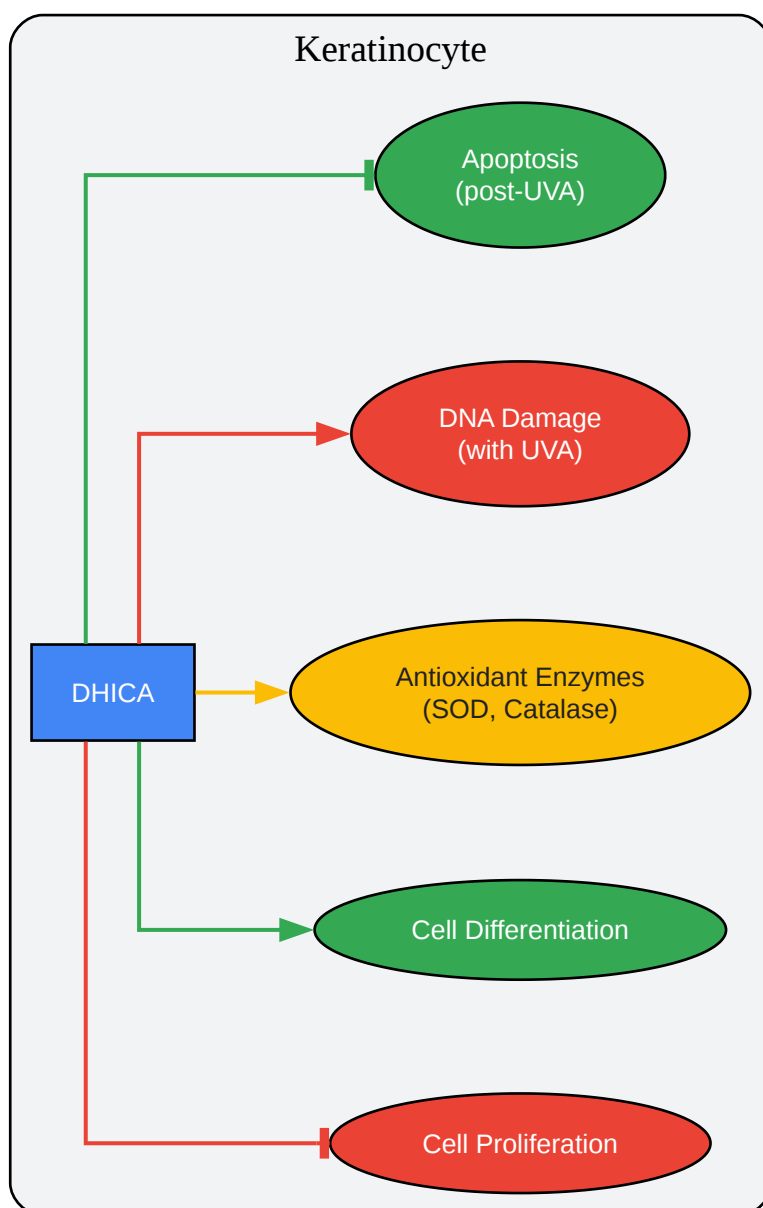 Keratinocyte
Apoptosis
(post-UVA)
DNA Damage
(with UVA)
DHICA
Antioxidant Enzymes
(SOD, Catalase)
Cell Differentiation
Cell Proliferation